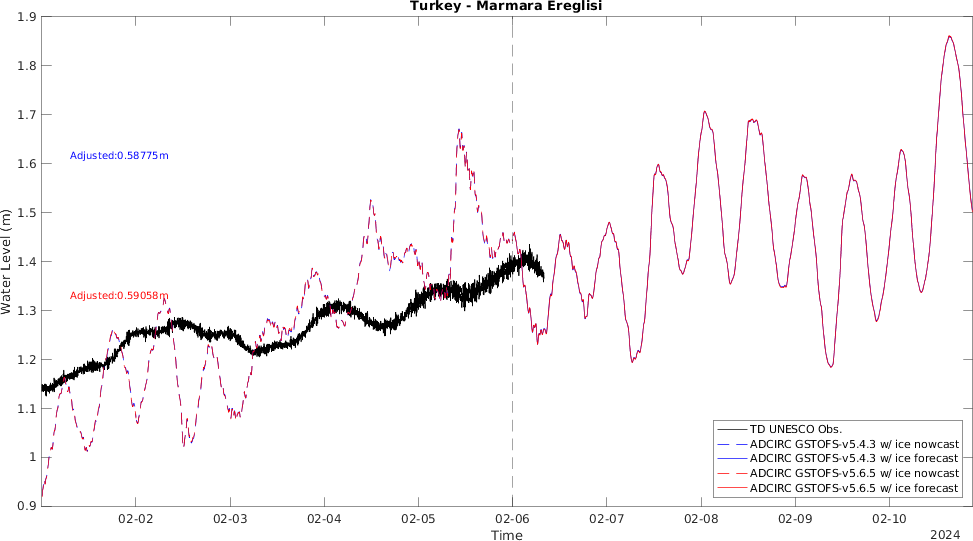 Turkey - Marmara Ereglisi
Water Level (m)
1.9
1.8
1.7
1.6
1.5
1.4
1.3
1.2
1.1
1
0.9
Adjusted:0.58775m
Adjusted:0.59058m
TD UNESCO Obs.
ADCIRC GSTOFS-v5.4.3 w/ ice nowcast
ADCIRC GSTOFS-v5.4.3 w/ ice forecast
ADCIRC GSTOFS-v5.6.5 w/ ice nowcast
ADCIRC GSTOFS-v5.6.5 w/ ice forecast
02-02 02-03 02-04 02-05 02-06 02-07 02-08 02-09 02-10
Time
2024